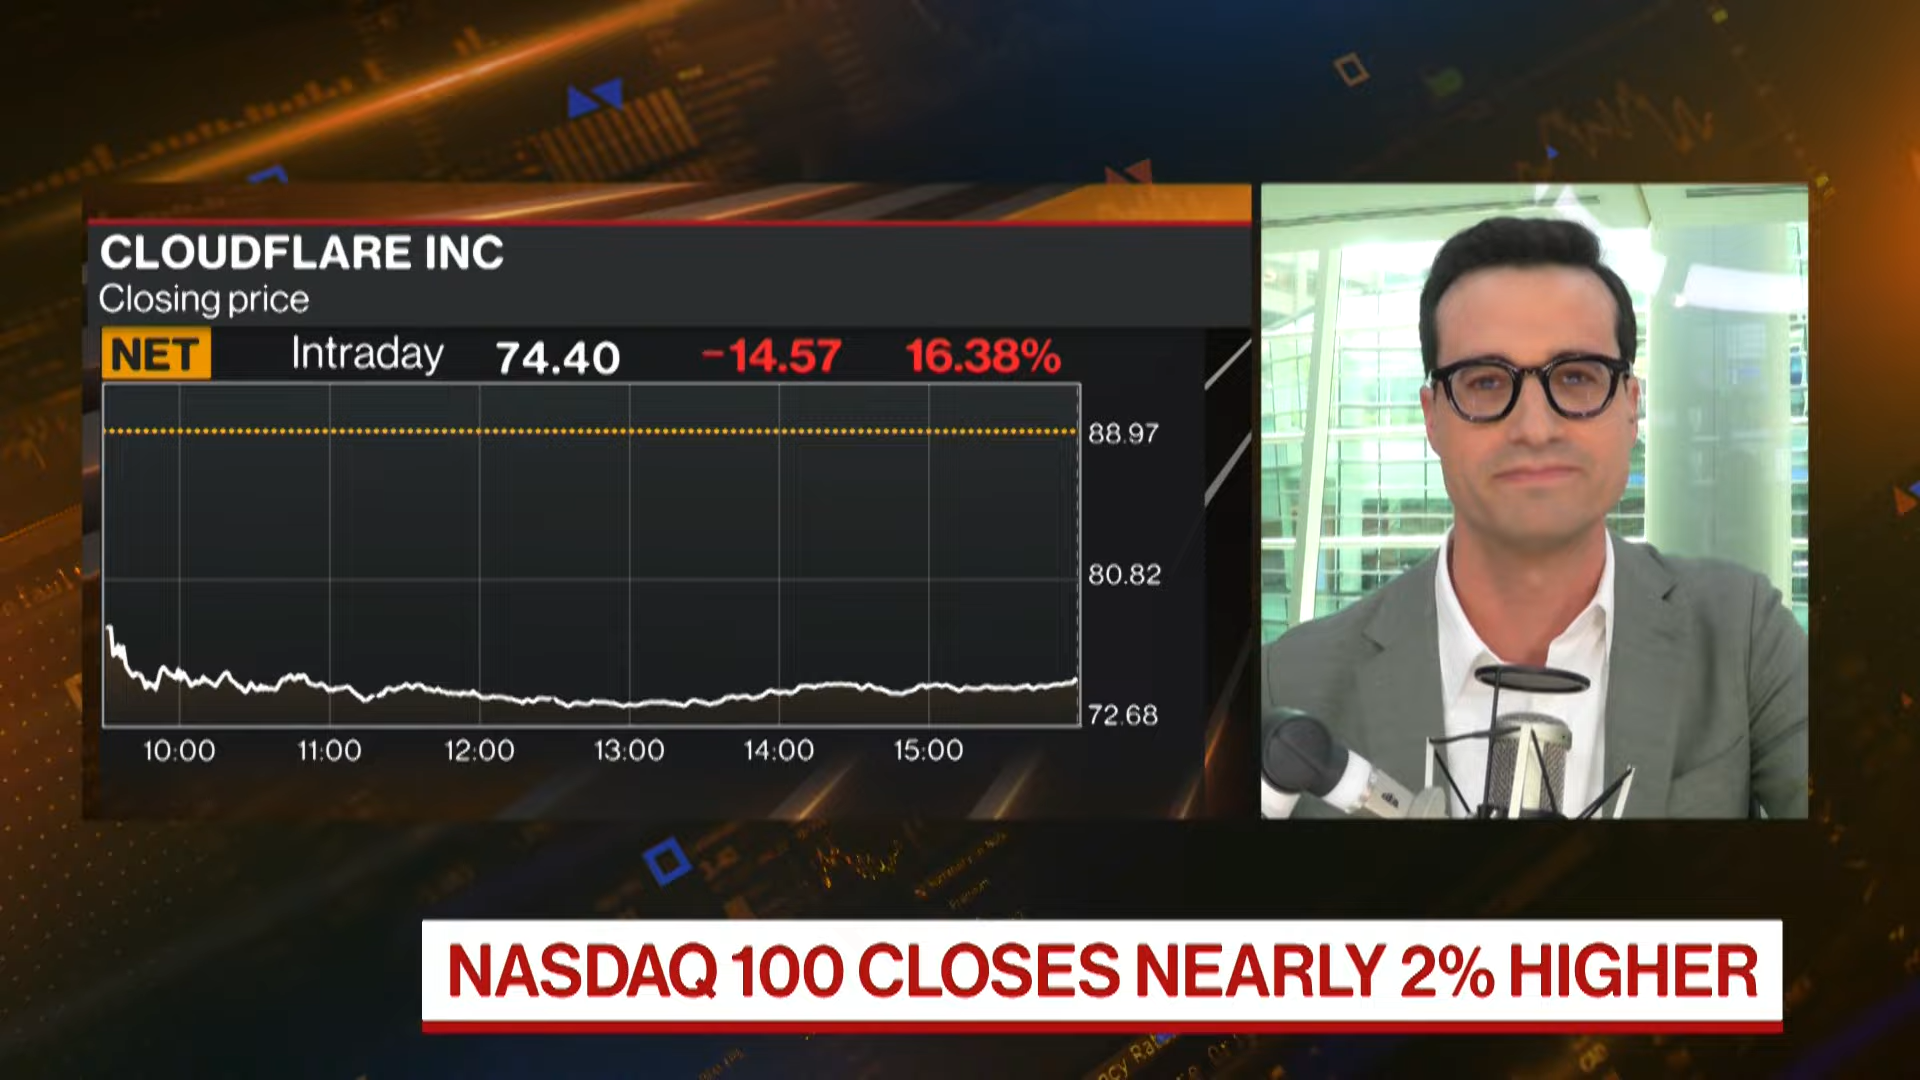 CLOUDFLARE INC
Closing price
NET Intraday 74.40 -14.57 16.38%
88.97
80.82
72.68
10:00 11:00 12:00 13:00 14:00 15:00
NASDAQ 100 CLOSES NEARLY 2% HIGHER